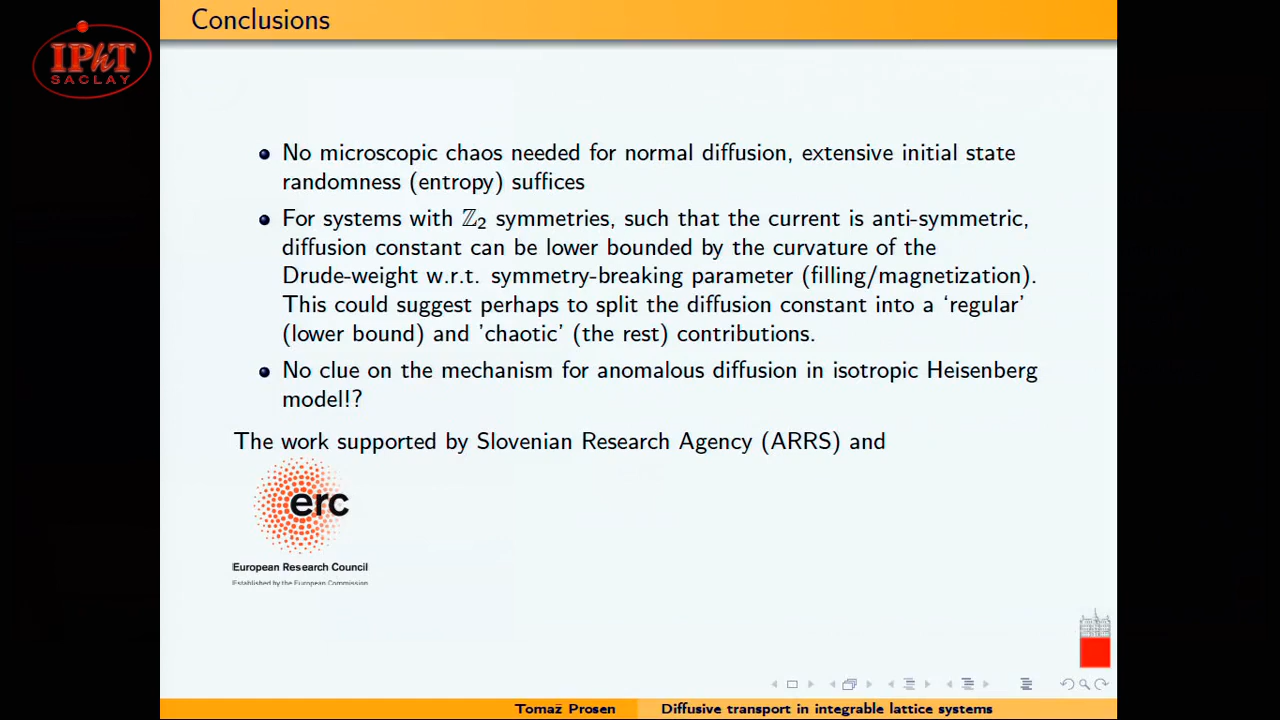 Conclusions
IPhT
SACLAY
No microscopic chaos needed for normal diffusion, extensive initial state
randomness (entropy) suffices
For systems with ℤ₂ symmetries, such that the current is anti-symmetric,
diffusion constant can be lower bounded by the curvature of the
Drude-weight w.r.t. symmetry-breaking parameter (filling/magnetization).
This could suggest perhaps to split the diffusion constant into a ‘regular’
(lower bound) and ’chaotic’ (the rest) contributions.
No clue on the mechanism for anomalous diffusion in isotropic Heisenberg
model!?
The work supported by Slovenian Research Agency (ARRS) and
erc
European Research Council
Established by the European Commission
Tomaž Prosen
Diffusive transport in integrable lattice systems